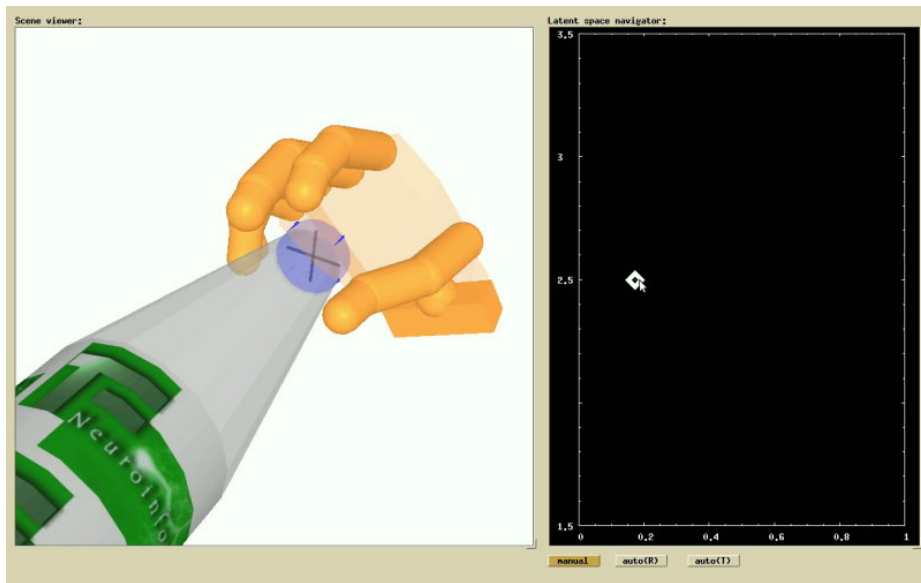 Scene viewer:
Latent space navigator:
3.5
3
2.5
2
1.5
0 0.2 0.4 0.6 0.8 1
Neuroinfo
manual auto(R) auto(T)